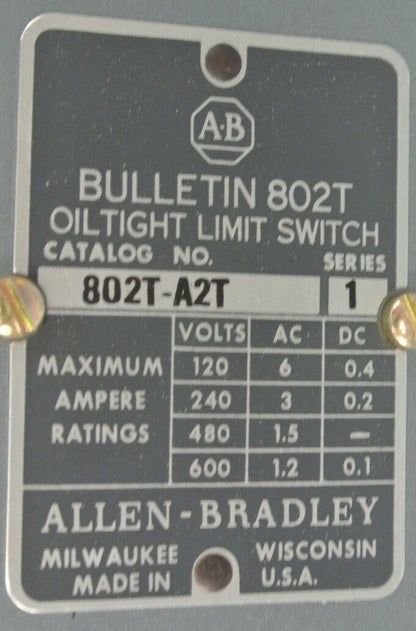 A-B
BULLETIN 802T
OILTIGHT LIMIT SWITCH
CATALOG NO. SERIES
802T-A2T 1
VOLTS AC DC
MAXIMUM 120 6 0.4
AMPERE 240 3 0.2
RATINGS 480 1.5 —
600 1.2 0.1
ALLEN-BRADLEY
MILWAUKEE WISCONSIN
MADE IN U.S.A.